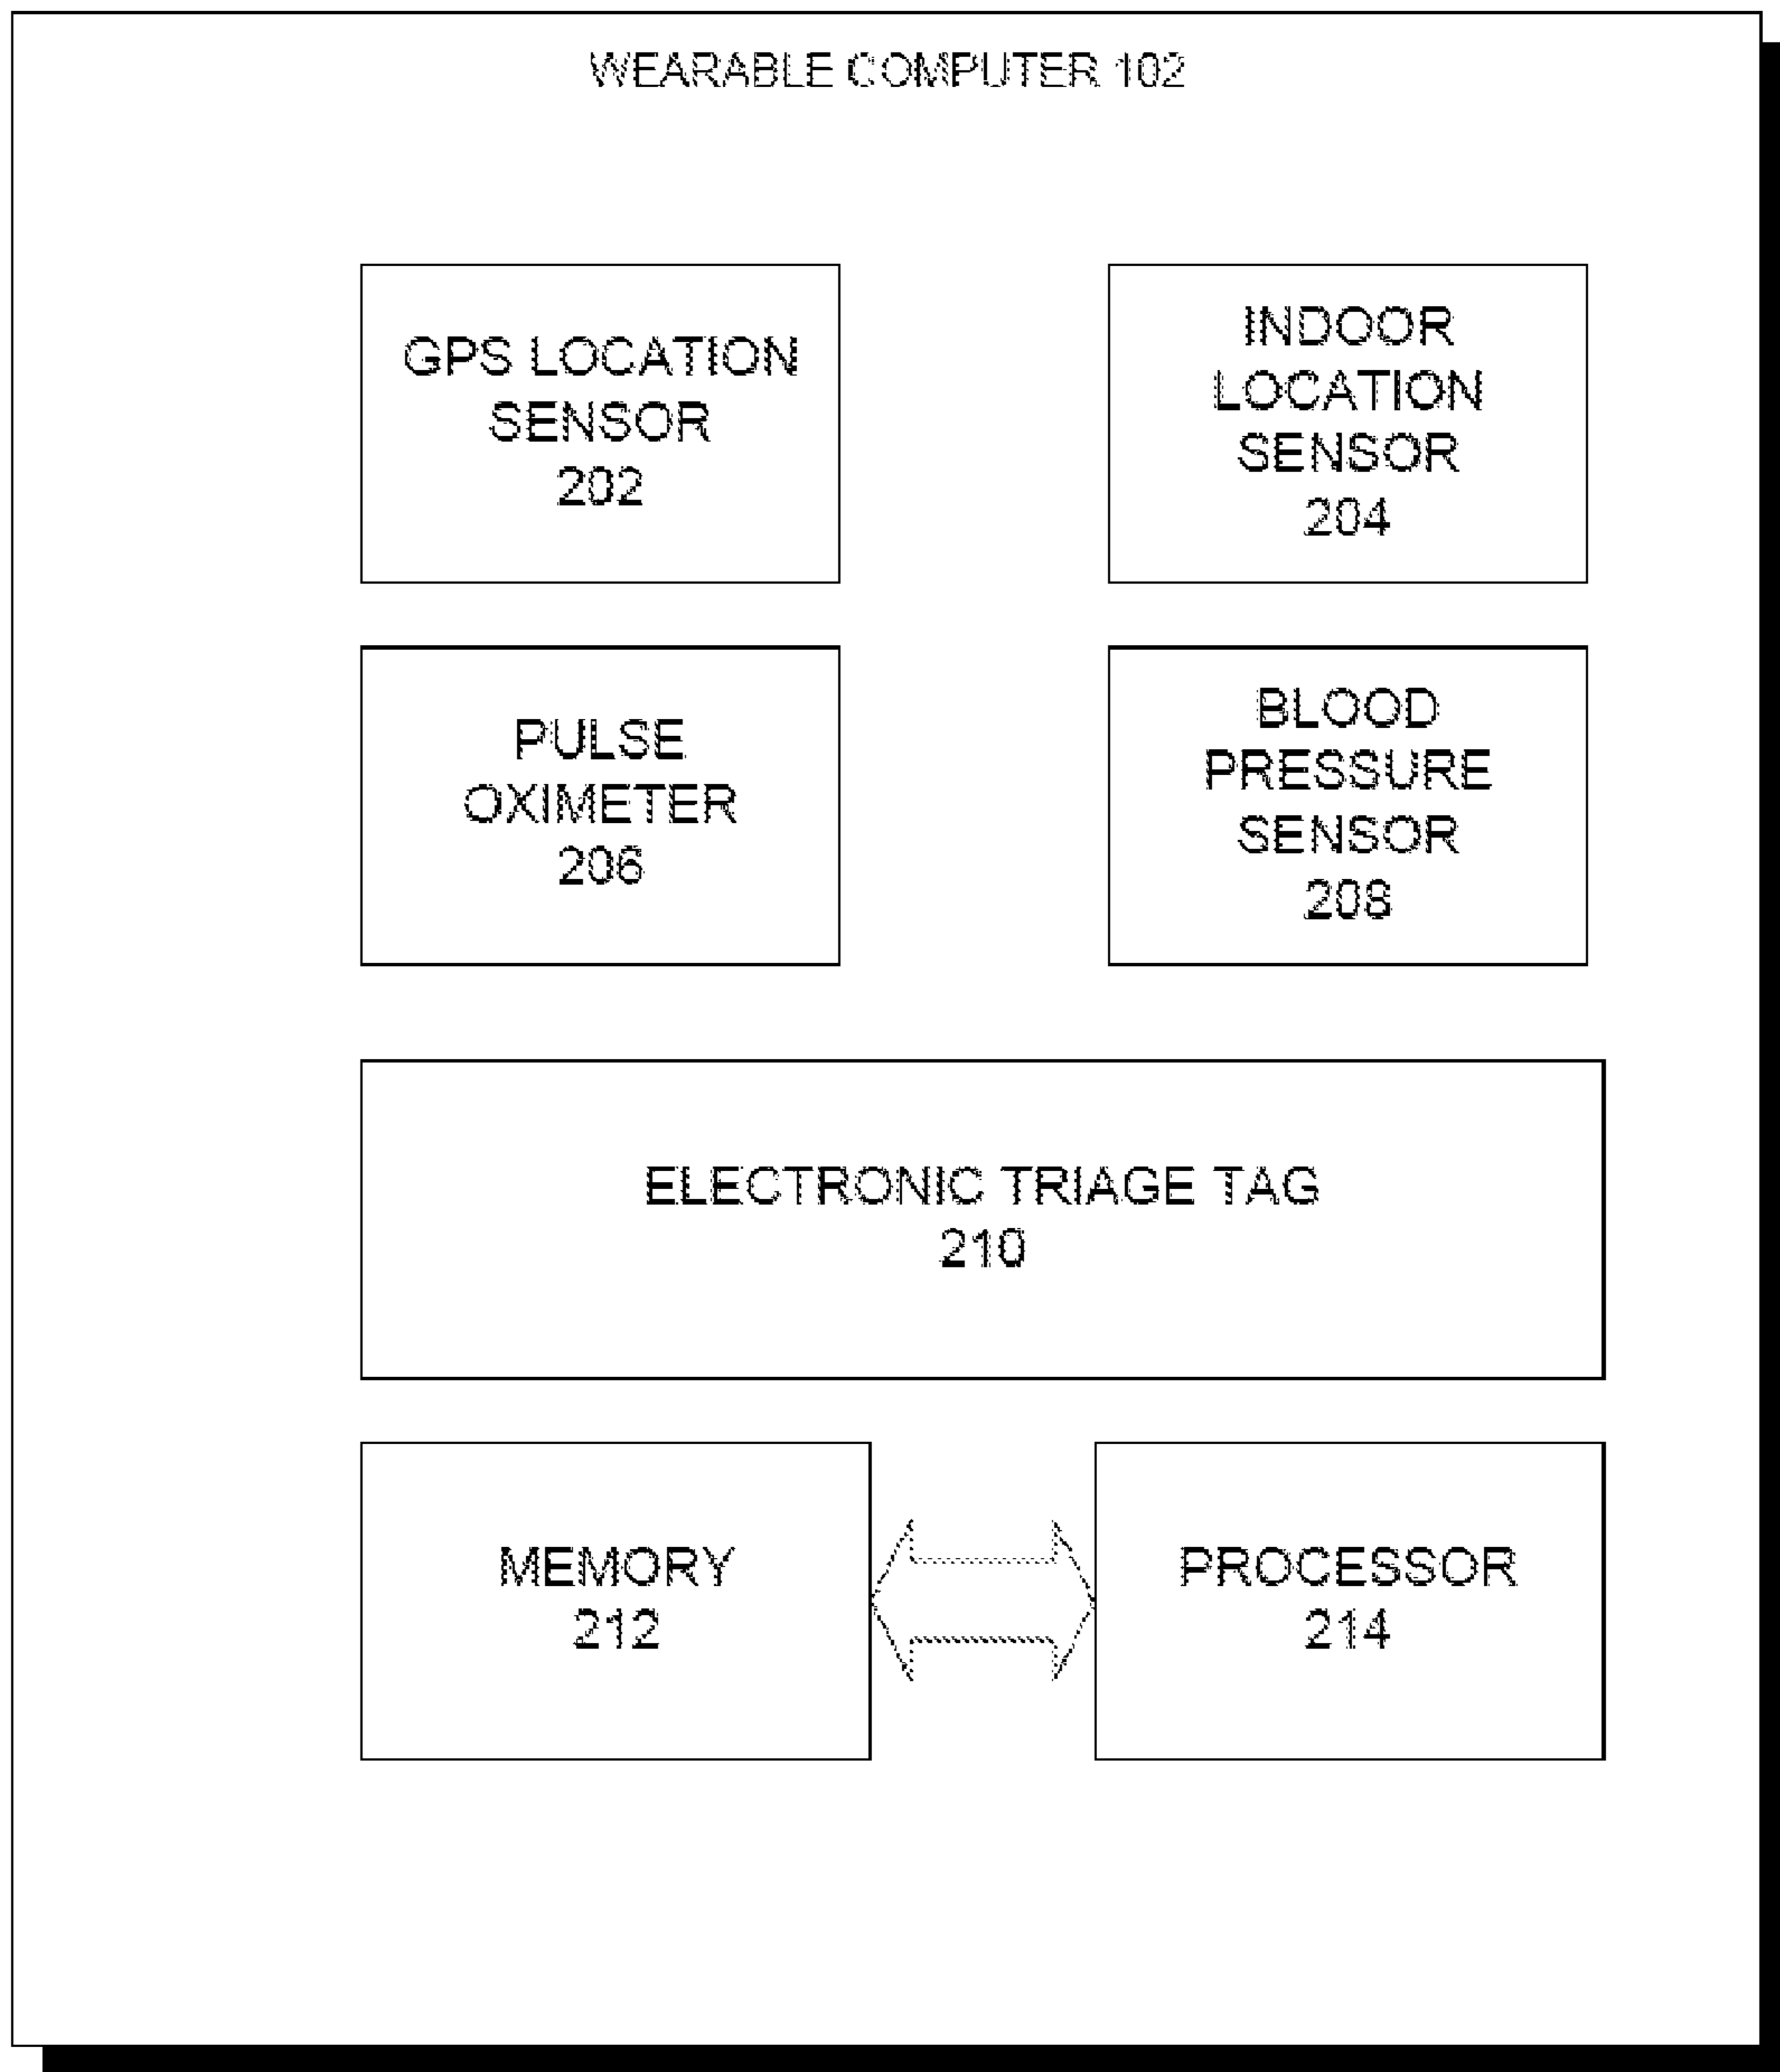 WEARABLE COMPUTER 102
GPS LOCATION
SENSOR
202
INDOOR
LOCATION
SENSOR
204
PULSE
OXIMETER
206
BLOOD
PRESSURE
SENSOR
208
ELECTRONIC TRIAGE TAG
210
MEMORY
212
PROCESSOR
214